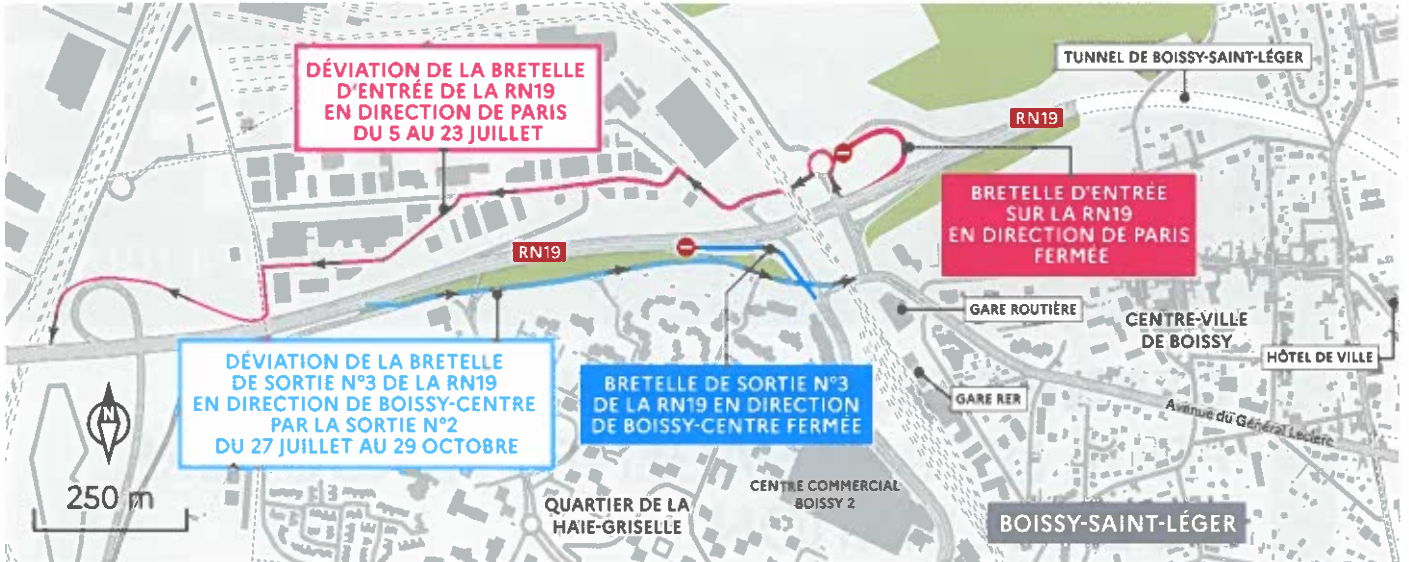 DÉVIATION DE LA BRETELLE
D'ENTRÉE DE LA RN19
EN DIRECTION DE PARIS
DU 5 AU 23 JUILLET
TUNNEL DE BOISSY-SAINT-LÉGER
RN19
BRETELLE D'ENTRÉE
SUR LA RN19
EN DIRECTION DE PARIS
FERMÉE
RN19
GARE ROUTIÈRE
CENTRE-VILLE
DE BOISSY
HÔTEL DE VILLE
DÉVIATION DE LA BRETELLE
DE SORTIE N°3 DE LA RN19
EN DIRECTION DE BOISSY-CENTRE
PAR LA SORTIE N°2
DU 27 JUILLET AU 29 OCTOBRE
BRETELLE DE SORTIE N°3
DE LA RN19 EN DIRECTION
DE BOISSY-CENTRE FERMÉE
GARE RER
Avenue du Général Leclerc
N
250 m
QUARTIER DE LA
HAIE-GRISELLE
CENTRE COMMERCIAL
BOISSY 2
BOISSY-SAINT-LÉGER